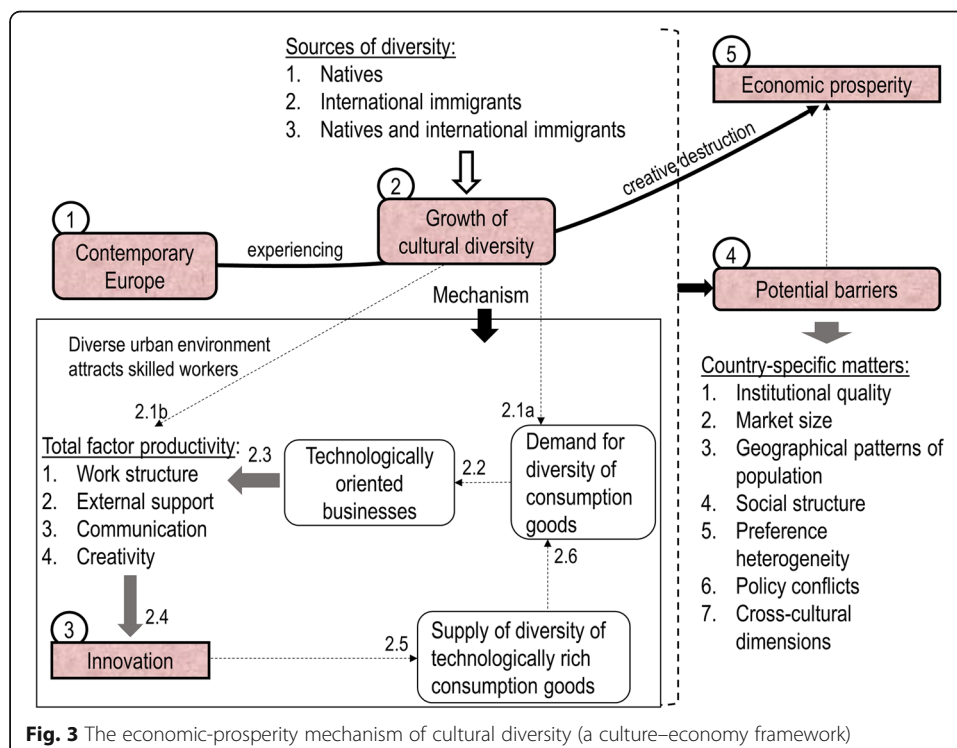 Sources of diversity:
1. Natives
2. International immigrants
3. Natives and international immigrants
5
Economic prosperity
creative destruction
2
Growth of
cultural diversity
1
Contemporary
Europe
experiencing
Mechanism
4
Potential barriers
Diverse urban environment
attracts skilled workers
2.1b
2.1a
Total factor productivity:
1. Work structure
2. External support
3. Communication
4. Creativity
2.3
Technologically
oriented
businesses
2.2
Demand for
diversity of
consumption
goods
2.6
2.4
3
Innovation
2.5
Supply of diversity of
technologically rich
consumption goods
Country-specific matters:
1. Institutional quality
2. Market size
3. Geographical patterns of
population
4. Social structure
5. Preference
heterogeneity
6. Policy conflicts
7. Cross-cultural
dimensions
Fig. 3 The economic-prosperity mechanism of cultural diversity (a culture–economy framework)